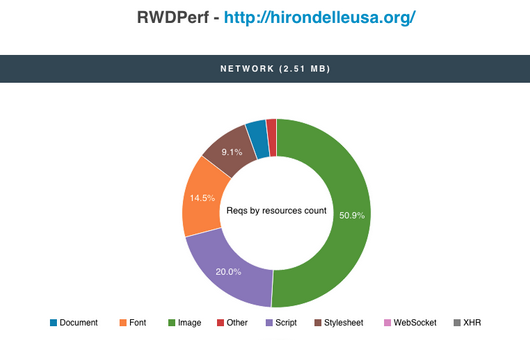 RWDPerf - http://hirondelleusa.org/
NETWORK (2.51 MB)
9.1%
14.5%
Reqs by resources count
50.9%
20.0%
Document Font Image Other Script Stylesheet WebSocket XHR